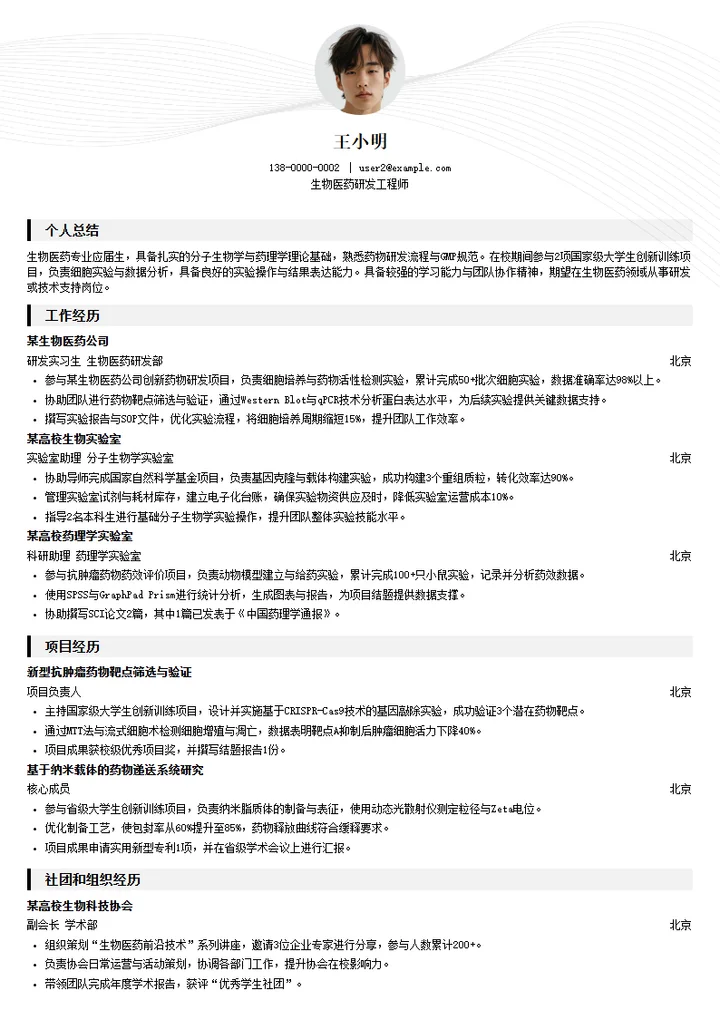 王小明
138-0000-0002 | user2@example.com
生物医药研发工程师
个人总结
生物医药专业应届生，具备扎实的分子生物学与药理学理论基础，熟悉药物研发流程与GMP规范。在校期间参与2项国家级大学生创新训练项
目，负责细胞实验与数据分析，具备良好的实验操作与结果表达能力。具备较强的学习能力与团队协作精神，期望在生物医药领域从事研发
或技术支持岗位。
工作经历
某生物医药公司
研发实习生 生物医药研发部 北京
• 参与某生物医药公司创新药物研发项目，负责细胞培养与药物活性检测实验，累计完成50+批次细胞实验，数据准确率达98%以上。
• 协助团队进行药物靶点筛选与验证，通过Western Blot与qPCR技术分析蛋白表达水平，为后续实验提供关键数据支持。
• 撰写实验报告与SOP文件，优化实验流程，将细胞培养周期缩短15%，提升团队工作效率。
某高校生物实验室
实验室助理 分子生物学实验室 北京
• 协助导师完成国家自然科学基金项目，负责基因克隆与载体构建实验，成功构建3个重组质粒，转化效率达90%。
• 管理实验室试剂与耗材库存，建立电子化台账，确保实验物资供应及时，降低实验室运营成本10%。
• 指导2名本科生进行基础分子生物学实验操作，提升团队整体实验技能水平。
某高校药理学实验室
科研助理 药理学实验室 北京
• 参与抗肿瘤药物药效评价项目，负责动物模型建立与给药实验，累计完成100+只小鼠实验，记录并分析药效数据。
• 使用SPSS与GraphPad Prism进行统计分析，生成图表与报告，为项目结题提供数据支撑。
• 协助撰写SCI论文2篇，其中1篇已发表于《中国药理学通报》。
项目经历
新型抗肿瘤药物靶点筛选与验证
项目负责人 北京
• 主持国家级大学生创新训练项目，设计并实施基于CRISPR-Cas9技术的基因敲除实验，成功验证3个潜在药物靶点。
• 通过MTT法与流式细胞术检测细胞增殖与凋亡，数据表明靶点A抑制后肿瘤细胞活力下降40%。
• 项目成果获校级优秀项目奖，并撰写结题报告1份。
基于纳米载体的药物递送系统研究
核心成员 北京
• 参与省级大学生创新训练项目，负责纳米脂质体的制备与表征，使用动态光散射仪测定粒径与Zeta电位。
• 优化制备工艺，使包封率从60%提升至85%，药物释放曲线符合缓释要求。
• 项目成果申请实用新型专利1项，并在省级学术会议上进行汇报。
社团和组织经历
某高校生物科技协会
副会长 学术部 北京
• 组织策划“生物医药前沿技术”系列讲座，邀请3位企业专家进行分享，参与人数累计200+。
• 负责协会日常运营与活动策划，协调各部门工作，提升协会在校影响力。
• 带领团队完成年度学术报告，获评“优秀学生社团”。